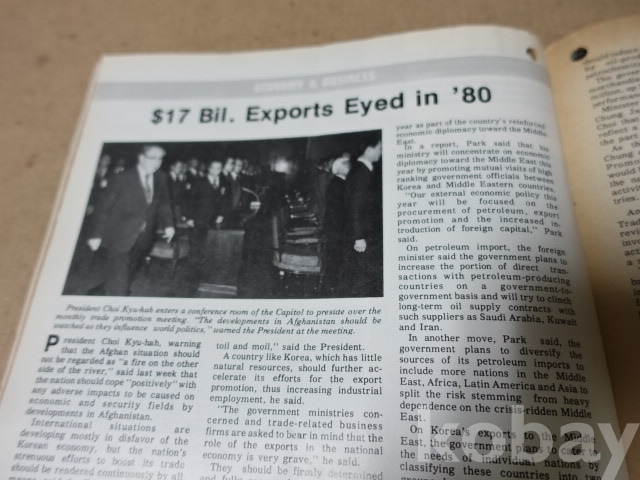 ECONOMY & BUSINESS
$17 Bil. Exports Eyed in '80
President Choi Kyu-hah enters a conference room of the Capitol to preside over the
monthly trade promotion meeting. "The developments in Afghanistan should be
watched as they influence world politics," warned the President at the meeting.
President Choi Kyu-hah, warning
that the Afghan situation should
not be regarded as "a fire on the other
side of the river," said last week that
the nation should cope "positively" with
any adverse impacts to be caused on
economic and security fields by
developments in Afghanistan.
International situations are
developing mostly in disfavor of the
Korean economy, but the nation's
strenuous efforts to boost its trade
should be rendered continuously by all
toil and moil," said the President.
A country like Korea, which has little
natural resources, should further ac-
celerate its efforts for the export
promotion, thus increasing industrial
employment, he said.
"The government ministries con-
cerned and trade-related business
firms are asked to bear in mind that the
role of the exports in the national
economy is very grave," he said.
They should be firmly determined
year as part of the country's reinforced
economic diplomacy toward the Middle
East.
In a report, Park said that his
ministry will concentrate on economic
diplomacy toward the Middle East this
year by promoting mutual visits of high
ranking government officials between
Korea and Middle Eastern countries.
"Our external economic policy this
year will be focused on the
procurement of petroleum, export
promotion and the increased in-
troduction of foreign capital," Park
said.
On petroleum import, the foreign
minister said the government plans to
increase the portion of direct tran-
sactions with petroleum-producing
countries on a government-to-
government basis and will try to clinch
long-term oil supply contracts with
such suppliers as Saudi Arabia, Kuwait
and Iran.
In another move, Park said, the
government plans to diversify the
sources of its petroleum imports to
include more nations in the Middle
East, Africa, Latin America and Asia to
split the risk stemming from heavy
dependence on the crisis-ridden Middle
East.
On Korea's exports to the Middle
East, the government plans to cater to
the needs of individual nations by
classifying these countries into two
kobay